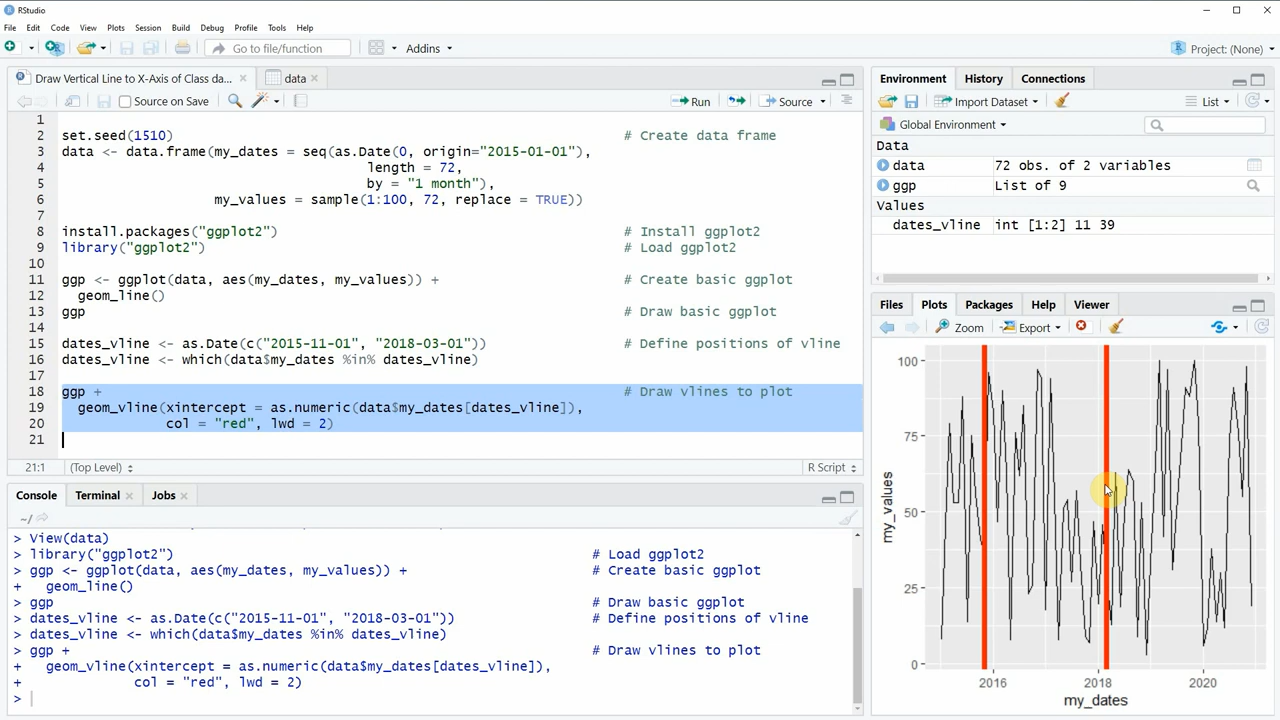 RStudio
File Edit Code View Plots Session Build Debug Profile Tools Help
Go to file/function Addins Project: (None)
Draw Vertical Line to X-Axis of Class da... data
Source on Save Run Source
1
2 set.seed(1510) # Create data frame
3 data <- data.frame(my_dates = seq(as.Date(0, origin="2015-01-01"),
4 length = 72,
5 by = "1 month"),
6 my_values = sample(1:100, 72, replace = TRUE))
7
8 install.packages("ggplot2") # Install ggplot2
9 library("ggplot2") # Load ggplot2
10
11 ggp <- ggplot(data, aes(my_dates, my_values)) + # Create basic ggplot
12 geom_line()
13 ggp # Draw basic ggplot
14
15 dates_vline <- as.Date(c("2015-11-01", "2018-03-01")) # Define positions of vline
16 dates_vline <- which(data$my_dates %in% dates_vline)
17
18 ggp + # Draw vlines to plot
19 geom_vline(xintercept = as.numeric(data$my_dates[dates_vline]),
20 col = "red", lwd = 2)
21
21:1 (Top Level) R Script
Console Terminal Jobs
~/
> View(data)
> library("ggplot2") # Load ggplot2
> ggp <- ggplot(data, aes(my_dates, my_values)) + # Create basic ggplot
+ geom_line()
> ggp # Draw basic ggplot
> dates_vline <- as.Date(c("2015-11-01", "2018-03-01")) # Define positions of vline
> dates_vline <- which(data$my_dates %in% dates_vline)
> ggp + # Draw vlines to plot
+ geom_vline(xintercept = as.numeric(data$my_dates[dates_vline]),
+ col = "red", lwd = 2)
>
Environment History Connections
Import Dataset List
Global Environment
Data
data 72 obs. of 2 variables
ggp List of 9
Values
dates_vline int [1:2] 11 39
Files Plots Packages Help Viewer
Zoom Export
100
75
50
25
0
my_values
2016 2018 2020
my_dates